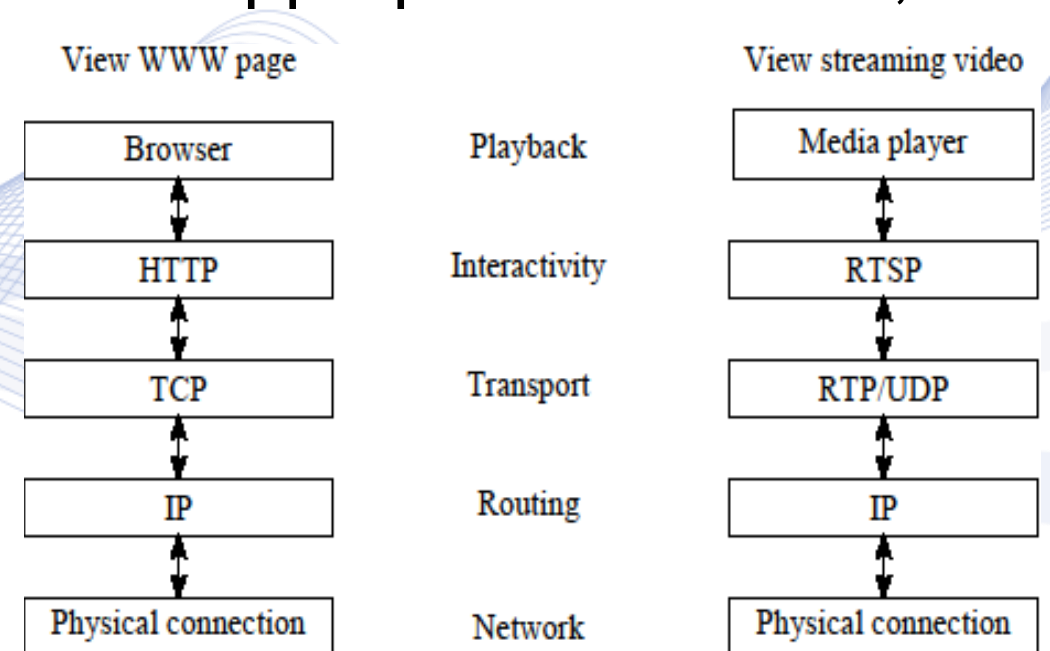 View WWW page View streaming video
Browser Playback Media player
HTTP Interactivity RTSP
TCP Transport RTP/UDP
IP Routing IP
Physical connection Network Physical connection